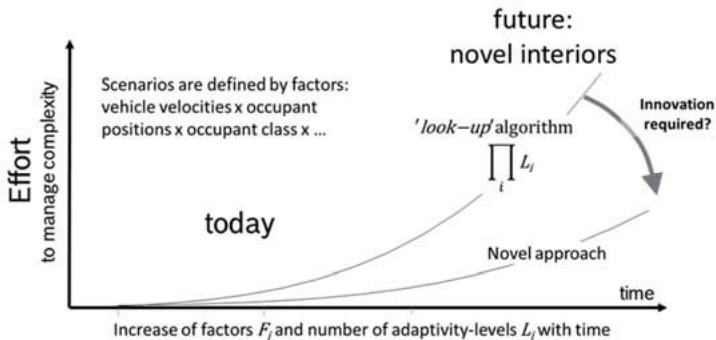 future:
novel interiors
Scenarios are defined by factors:
vehicle velocities x occupant
positions x occupant class x ...
'look-up'algorithm
∏ L_i
i
Innovation
required?
Effort
to manage complexity
today
Novel approach
time
Increase of factors F_i and number of adaptivity-levels L_i with time